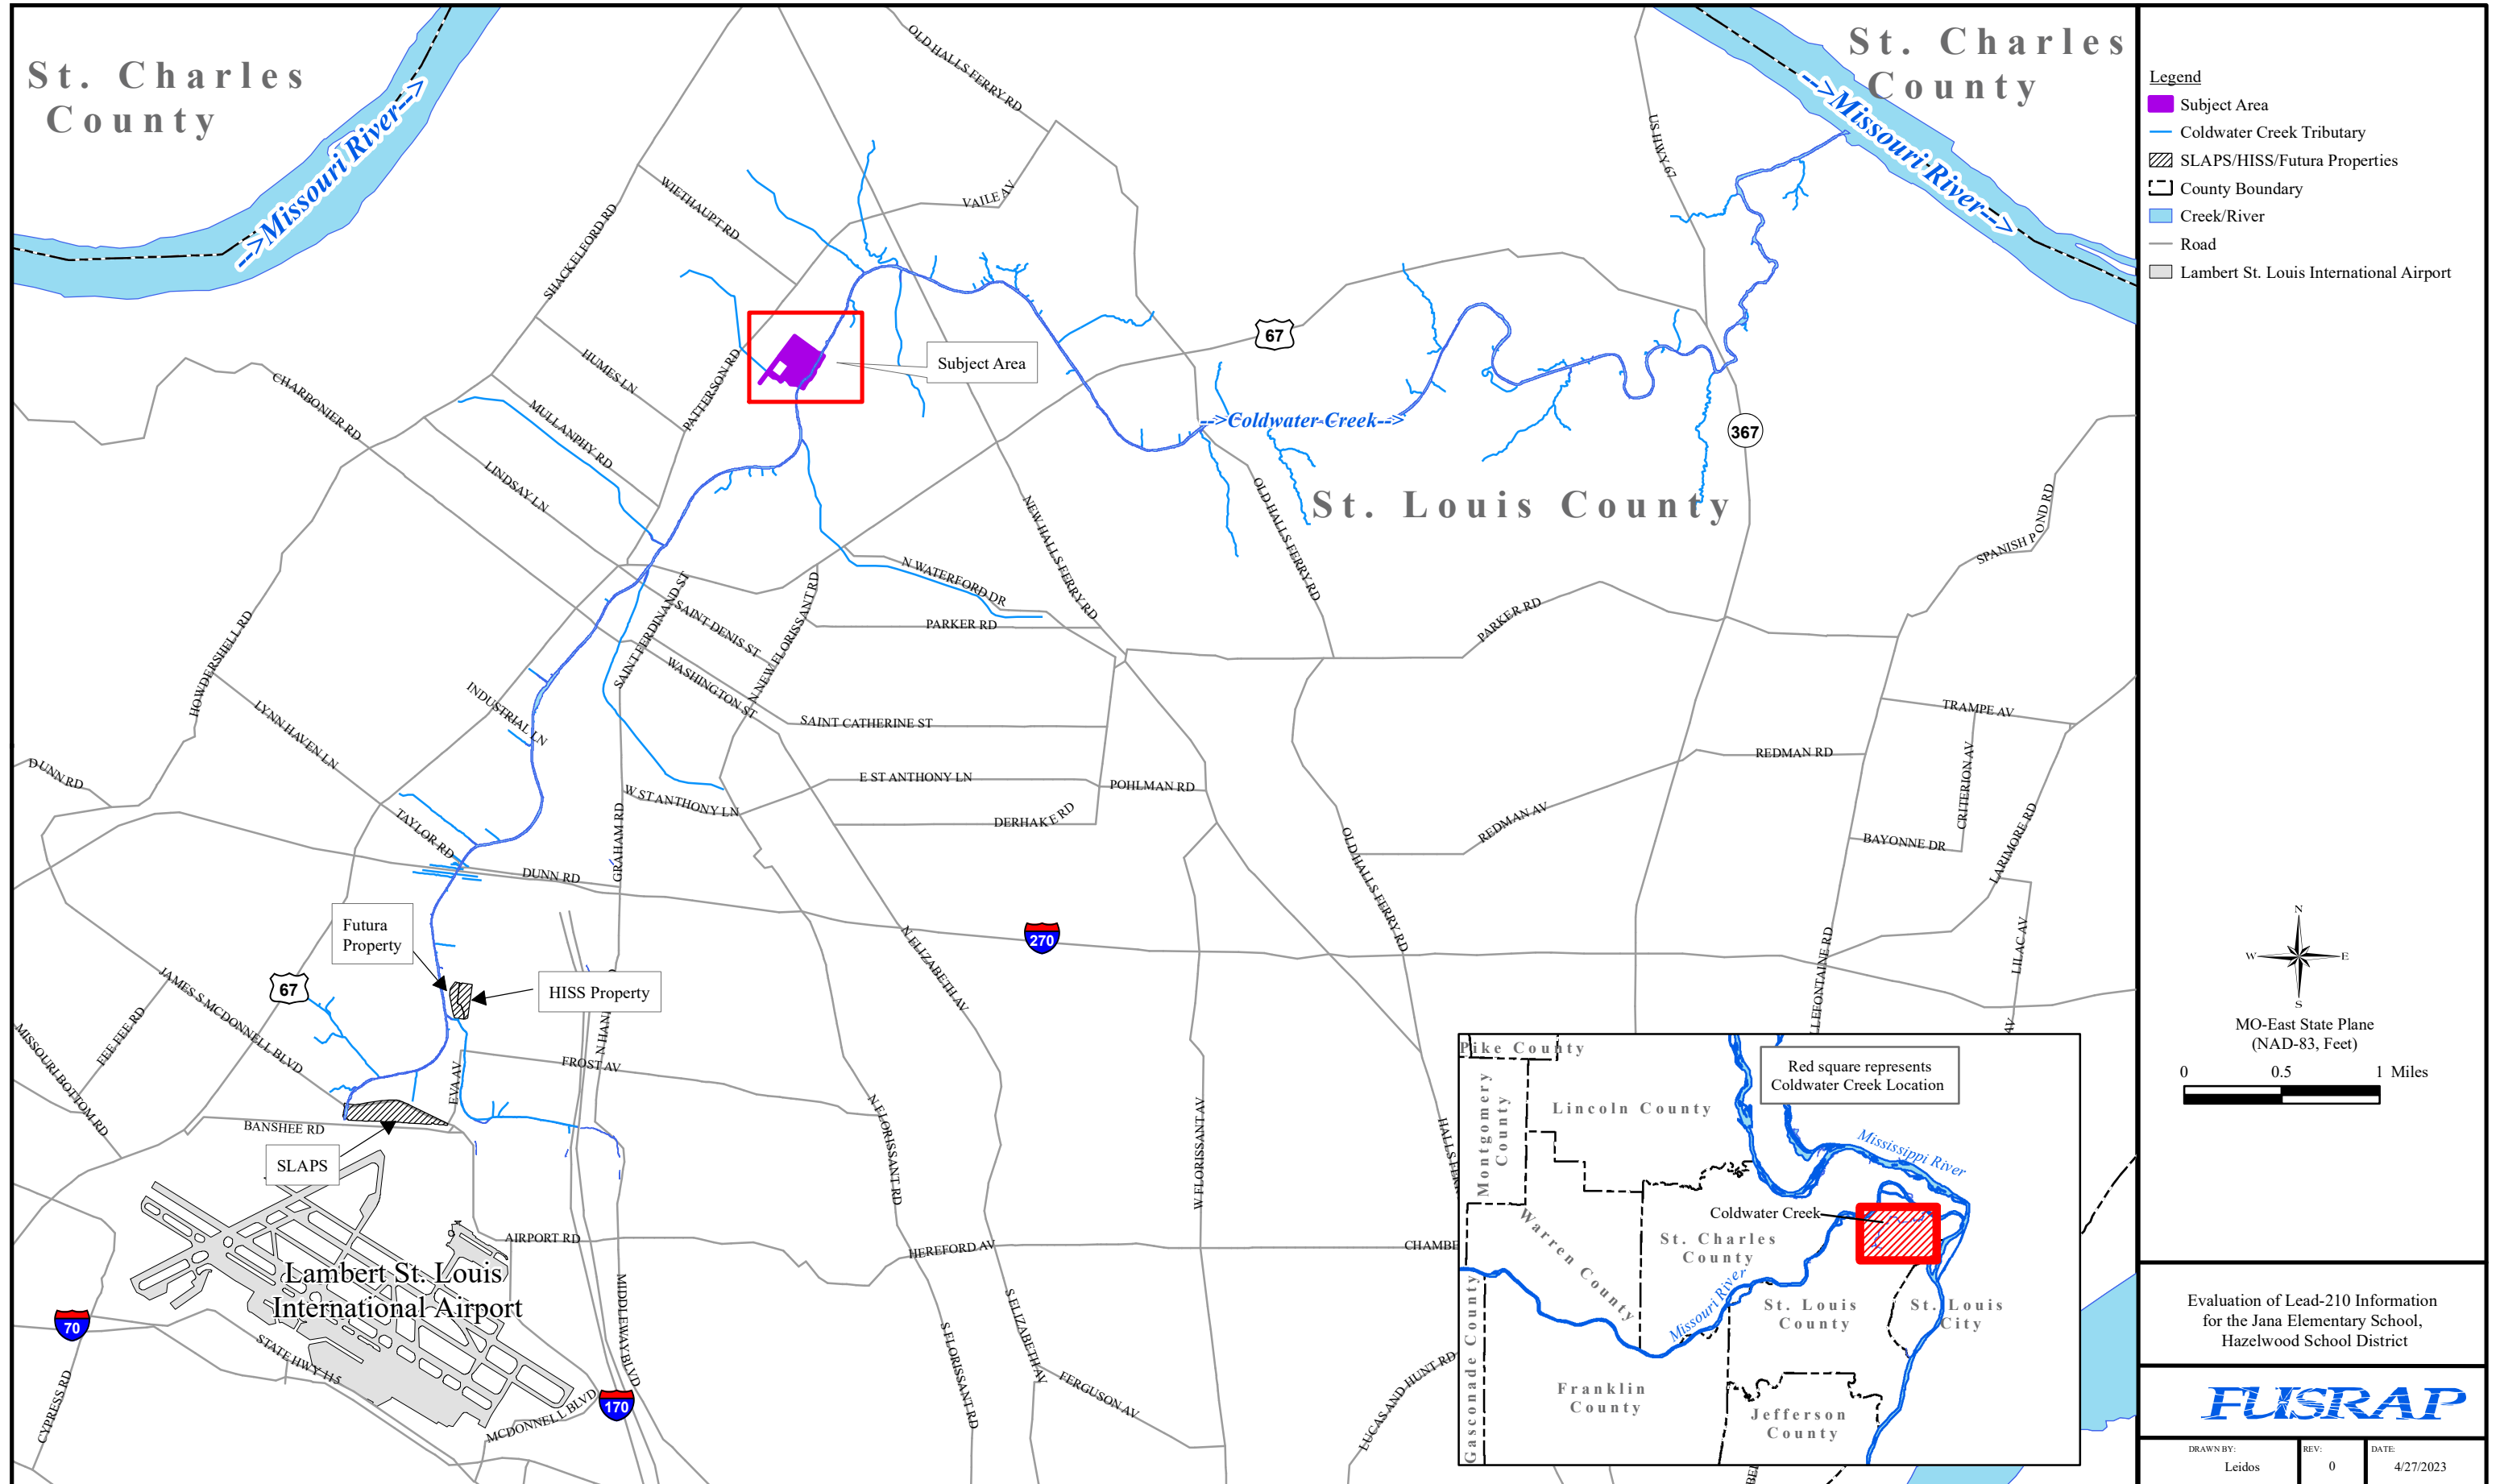 St. Charles
County
-->Missouri River-->
OLD HALLS FERRY RD
St. Charles
County
-->Missouri River-->
US HWY 67
WIETHAUPT RD
VAILE AV
SHACKELFORD RD
HUMES LN
PATTERSON RD
Subject Area
67
CHARBONIER RD
MULLANPHY RD
LINDSAY LN
-->Coldwater-Creek-->
367
St. Louis County
NEW HALLS FERRY RD
OLD HALLS FERRY RD
SPANISH POND RD
N WATERFORD DR
SAINT FERDINAND ST
SAINT DENIS ST
N NEW FLORISSANT RD
PARKER RD
PARKER RD
HOWDERSHELL RD
WASHINGTON ST
INDUSTRIAL LN
SAINT CATHERINE ST
TRAMPE AV
LYNN HAVEN LN
REDMAN RD
CRITERION AV
DUNN RD
E ST ANTHONY LN
POHLMAN RD
W ST ANTHONY LN
DERHAKE RD
REDMAN AV
TAYLOR RD
GRAHAM RD
OLD HALLS FERRY RD
BAYONNE DR
LARIMORE RD
DUNN RD
Futura
Property
270
N ELIZABETH AV
LILAC AV
LLEFONTAINE RD
67
HISS Property
JAMES S MCDONNELL BLVD
FEE FEE RD
MISSOURI BOTTOM RD
N HAN
AV
EVA AV
FROST AV
BANSHEE RD
N FLORISSANT RD
W FLORISSANT AV
HALLS FER
SLAPS
AIRPORT RD
HEREFORD AV
CHAMBE
Lambert St. Louis
International Airport
70
STATE HWY 115
CYPRESS RD
MCDONNELL BLVD
170
MIDDLEWAY BLVD
S FLORISSANT RD
S ELIZABETH AV
FERGUSON AV
LUCAS AND HUNT RD
BEL
Pike County
Red square represents
Coldwater Creek Location
Montgomery
County
Lincoln County
Mississippi River
Warren County
Coldwater Creek
St. Charles
County
Missouri River
St. Louis
County
St. Louis
City
Gasconade County
Franklin
County
Jefferson
County
Legend
Subject Area
Coldwater Creek Tributary
SLAPS/HISS/Futura Properties
County Boundary
Creek/River
Road
Lambert St. Louis International Airport
N
W
E
S
MO-East State Plane
(NAD-83, Feet)
0 0.5 1 Miles
Evaluation of Lead-210 Information
for the Jana Elementary School,
Hazelwood School District
FUSRAP
DRAWN BY:
Leidos
REV:
0
DATE:
4/27/2023